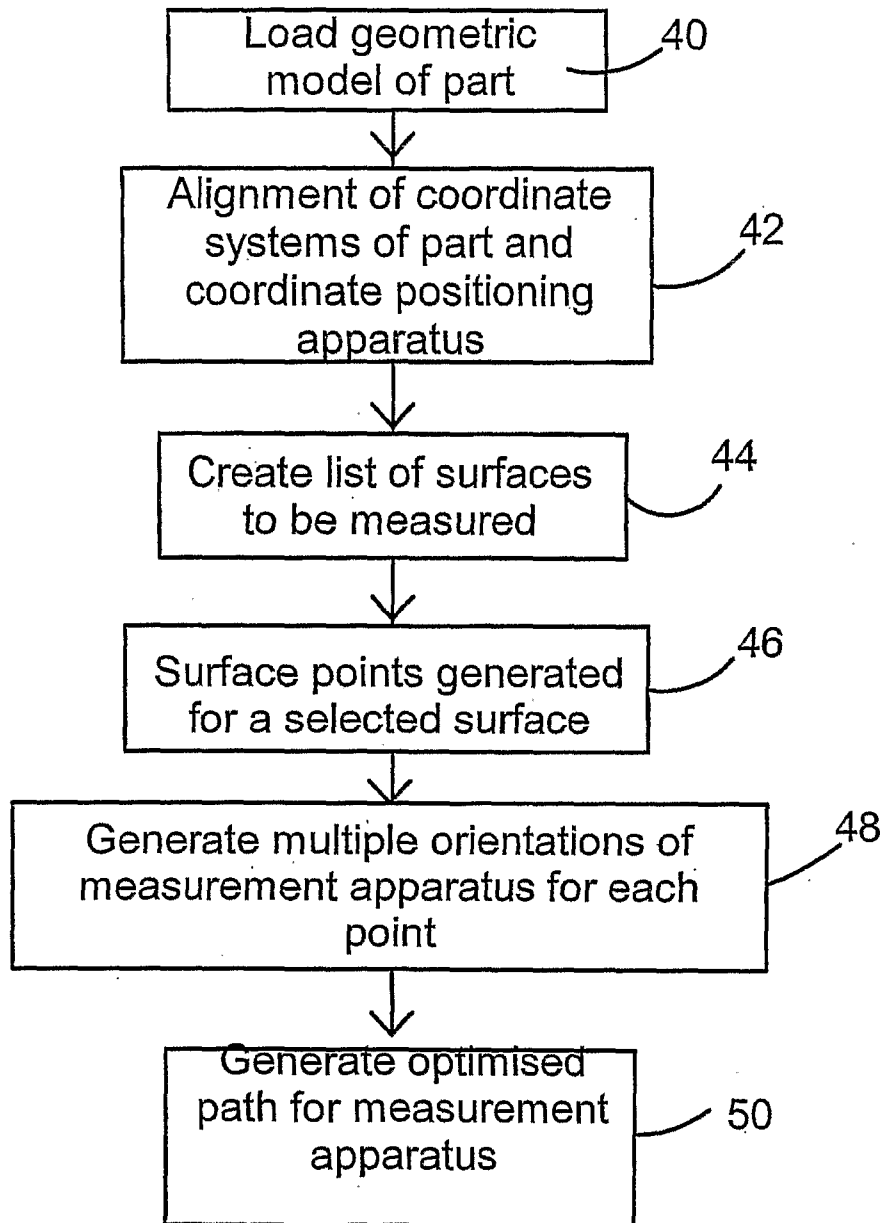 Load geometric
model of part
40
Alignment of coordinate
systems of part and
coordinate positioning
apparatus
42
Create list of surfaces
to be measured
44
Surface points generated
for a selected surface
46
Generate multiple orientations of
measurement apparatus for each
point
48
Generate optimised
path for measurement
apparatus
50